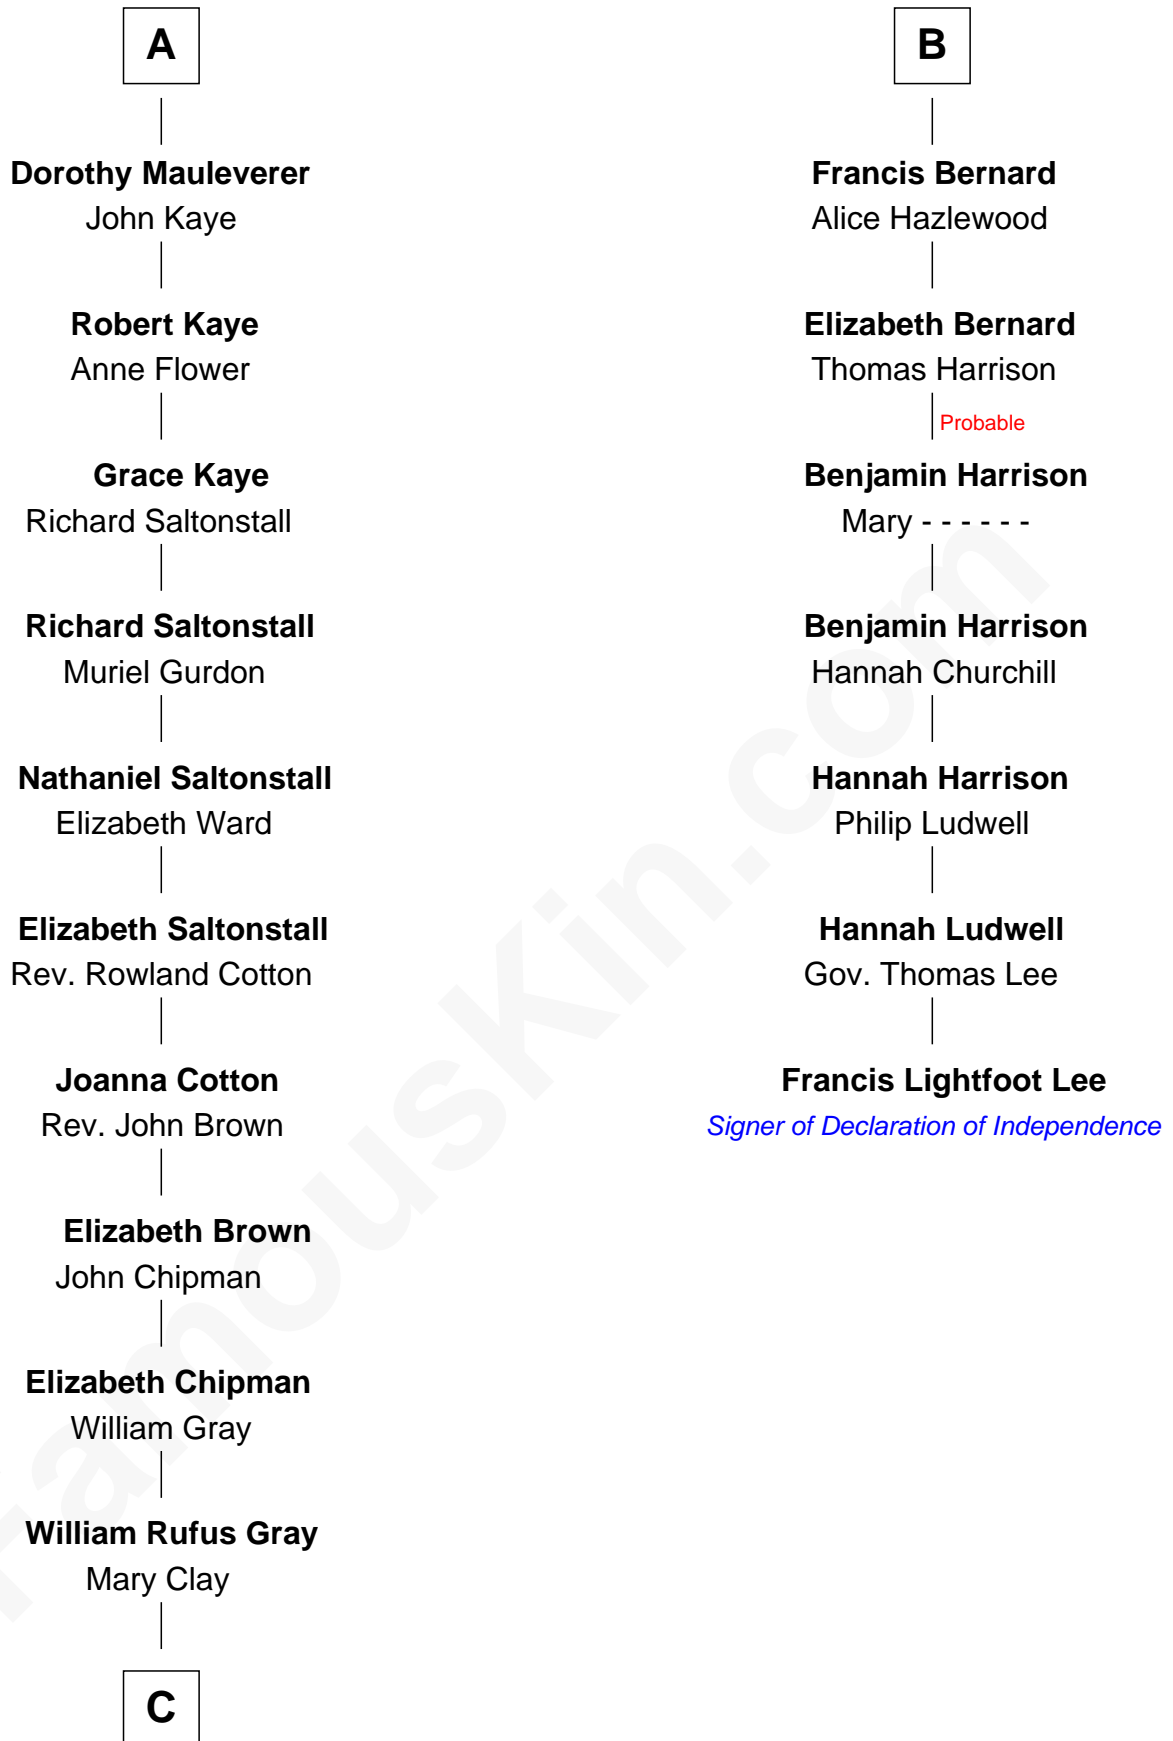 A
Dorothy Mauleverer
John Kaye
Robert Kaye
Anne Flower
Grace Kaye
Richard Saltonstall
Richard Saltonstall
Muriel Gurdon
Nathaniel Saltonstall
Elizabeth Ward
Elizabeth Saltonstall
Rev. Rowland Cotton
Joanna Cotton
Rev. John Brown
Elizabeth Brown
John Chipman
Elizabeth Chipman
William Gray
William Rufus Gray
Mary Clay
C
B
Francis Bernard
Alice Hazlewood
Elizabeth Bernard
Thomas Harrison
Probable
Benjamin Harrison
Mary - - - - - -
Benjamin Harrison
Hannah Churchill
Hannah Harrison
Philip Ludwell
Hannah Ludwell
Gov. Thomas Lee
Francis Lightfoot Lee
Signer of Declaration of Independence
FamousKin.com